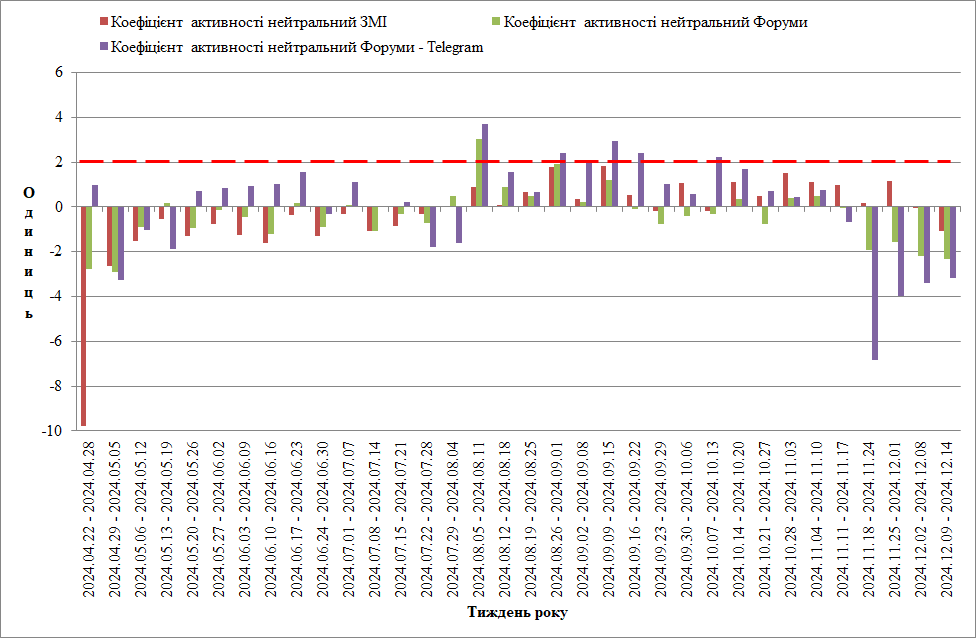 Коефіцієнт активності нейтральний ЗМІ
Коефіцієнт активності нейтральний Форуми
Коефіцієнт активності нейтральний Форуми - Telegram
6
4
2
0
-2
-4
-6
-8
-10
Одиниць
2024.04.22 - 2024.04.28
2024.04.29 - 2024.05.05
2024.05.06 - 2024.05.12
2024.05.13 - 2024.05.19
2024.05.20 - 2024.05.26
2024.05.27 - 2024.06.02
2024.06.03 - 2024.06.09
2024.06.10 - 2024.06.16
2024.06.17 - 2024.06.23
2024.06.24 - 2024.06.30
2024.07.01 - 2024.07.07
2024.07.08 - 2024.07.14
2024.07.15 - 2024.07.21
2024.07.22 - 2024.07.28
2024.07.29 - 2024.08.04
2024.08.05 - 2024.08.11
2024.08.12 - 2024.08.18
2024.08.19 - 2024.08.25
2024.08.26 - 2024.09.01
2024.09.02 - 2024.09.08
2024.09.09 - 2024.09.15
2024.09.16 - 2024.09.22
2024.09.23 - 2024.09.29
2024.09.30 - 2024.10.06
2024.10.07 - 2024.10.13
2024.10.14 - 2024.10.20
2024.10.21 - 2024.10.27
2024.10.28 - 2024.11.03
2024.11.04 - 2024.11.10
2024.11.11 - 2024.11.17
2024.11.18 - 2024.11.24
2024.11.25 - 2024.12.01
2024.12.02 - 2024.12.08
2024.12.09 - 2024.12.14
Тиждень року